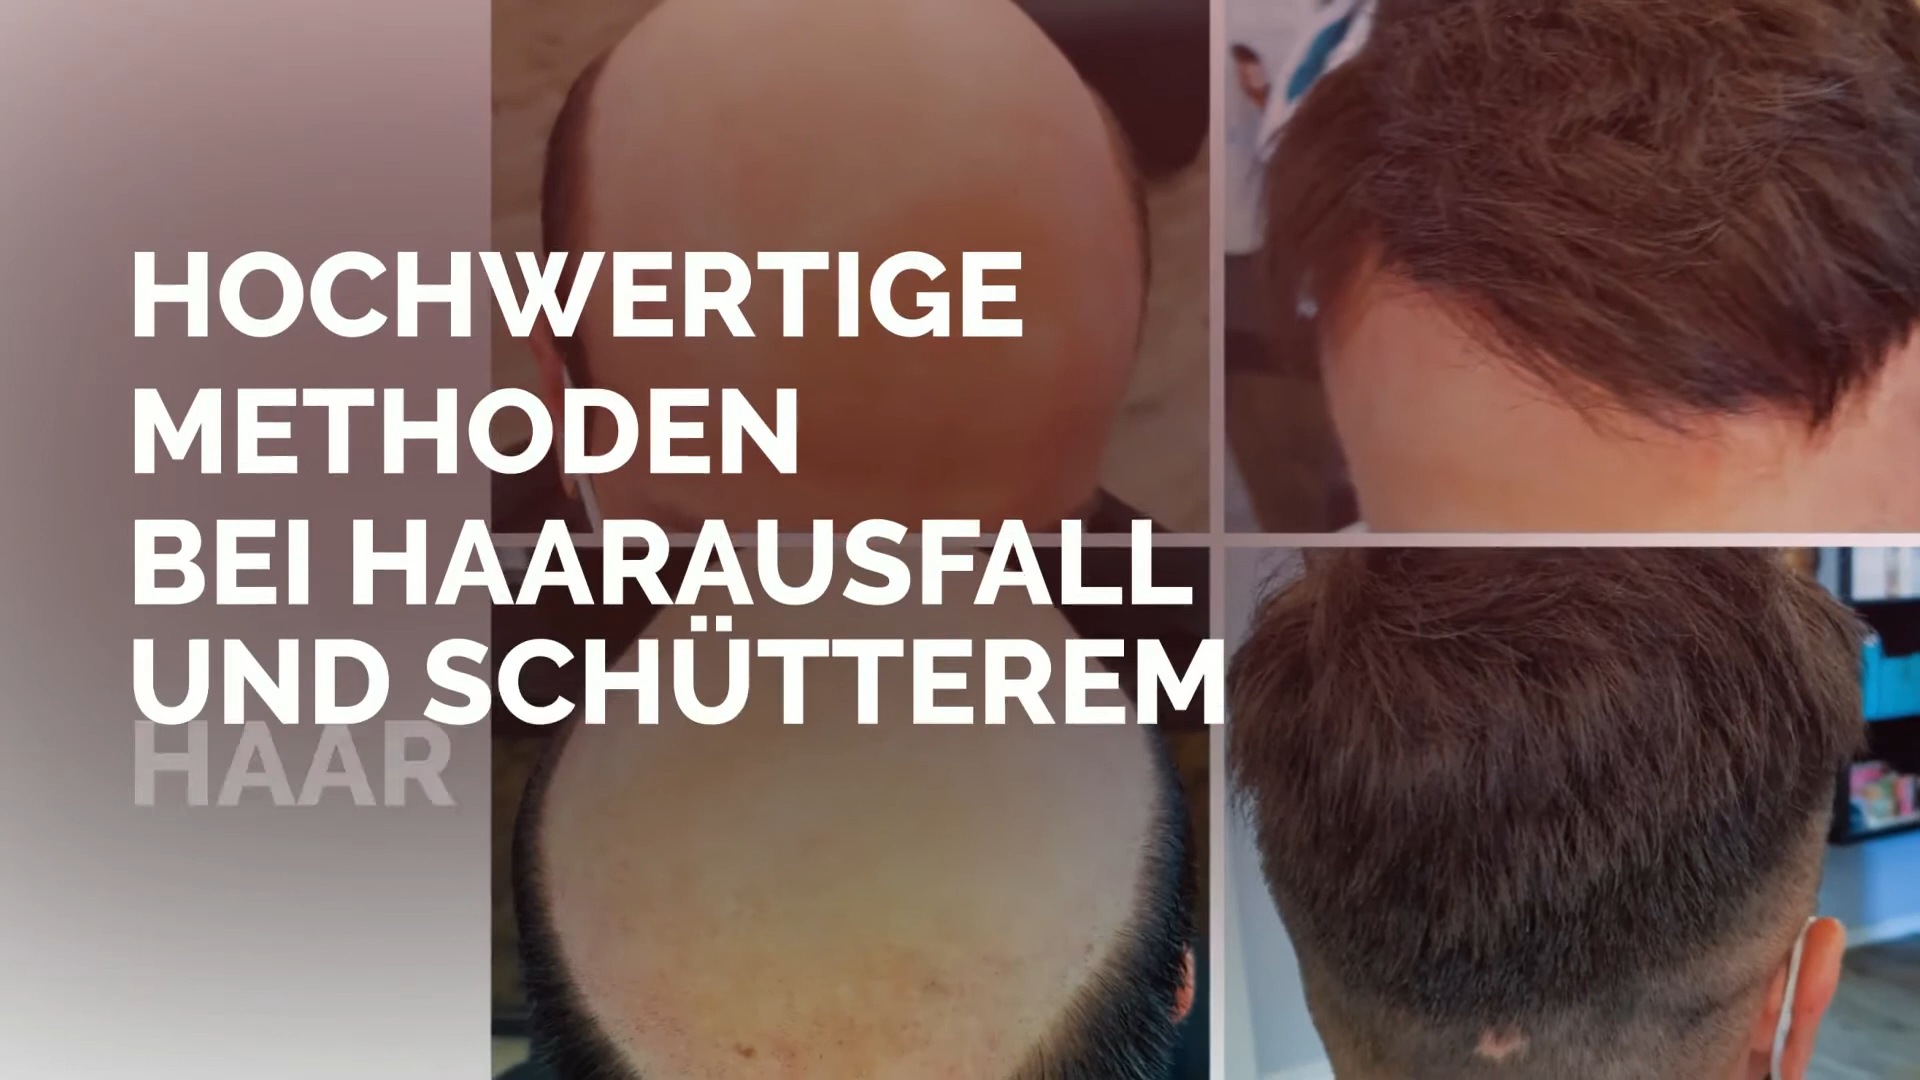 HOCHWERTIGE
METHODEN
BEI HAARAUSFALL
UND SCHÜTTEREM
HAAR